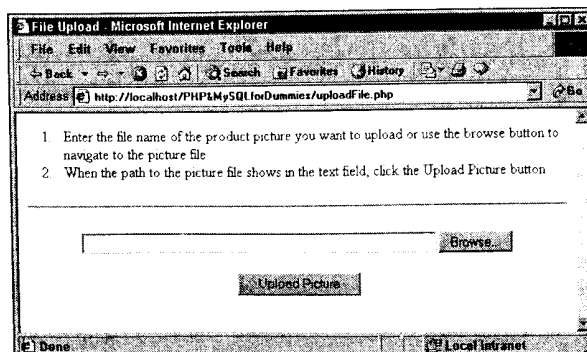 File Upload - Microsoft Internet Explorer
File Edit View Favorites Tools Help
Back Search Favorites History
Address http://localhost/PHP&MySQLforDummies/uploadFile.php Go
1. Enter the file name of the product picture you want to upload or use the browse button to
navigate to the picture file
2. When the path to the picture file shows in the text field, click the Upload Picture button
Browse...
Upload Picture
Done Local intranet